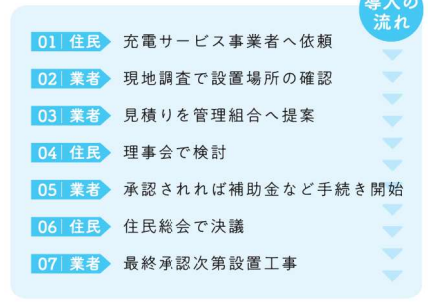 導入の
流れ
01 住民 充電サービス事業者へ依頼
02 業者 現地調査で設置場所の確認
03 業者 見積りを管理組合へ提案
04 住民 理事会で検討
05 業者 承認されれば補助金など手続き開始
06 住民 住民総会で決議
07 業者 最終承認次第設置工事